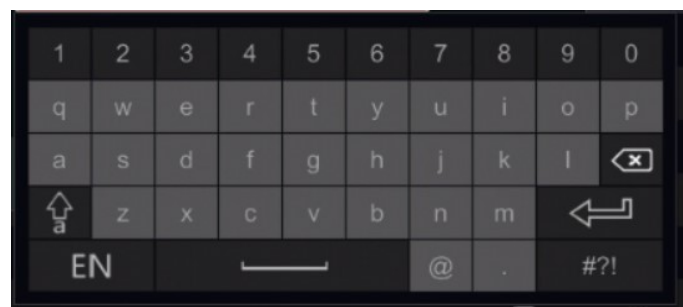 1 2 3 4 5 6 7 8 9 0
q w e r t y u i o p
a s d f g h j k l
a z x c v b n m
EN @ . #?!